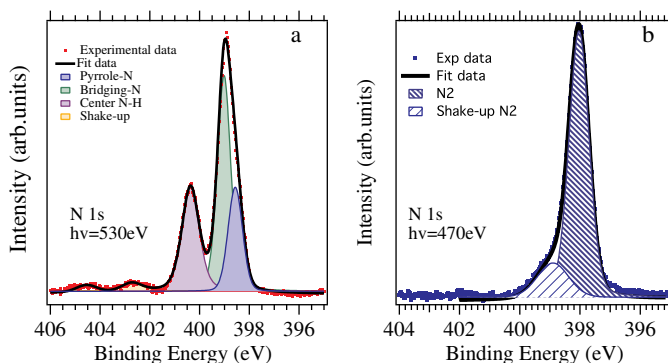 a
Experimental data
Fit data
Pyrrole-N
Bridging-N
Center N-H
Shake-up
N 1s
hv=530eV
Intensity (arb.units)
406 404 402 400 398 396
Binding Energy (eV)
b
Exp data
Fit data
N2
Shake-up N2
N 1s
hv=470eV
Intensity (arb.units)
404 402 400 398 396
Binding Energy (eV)